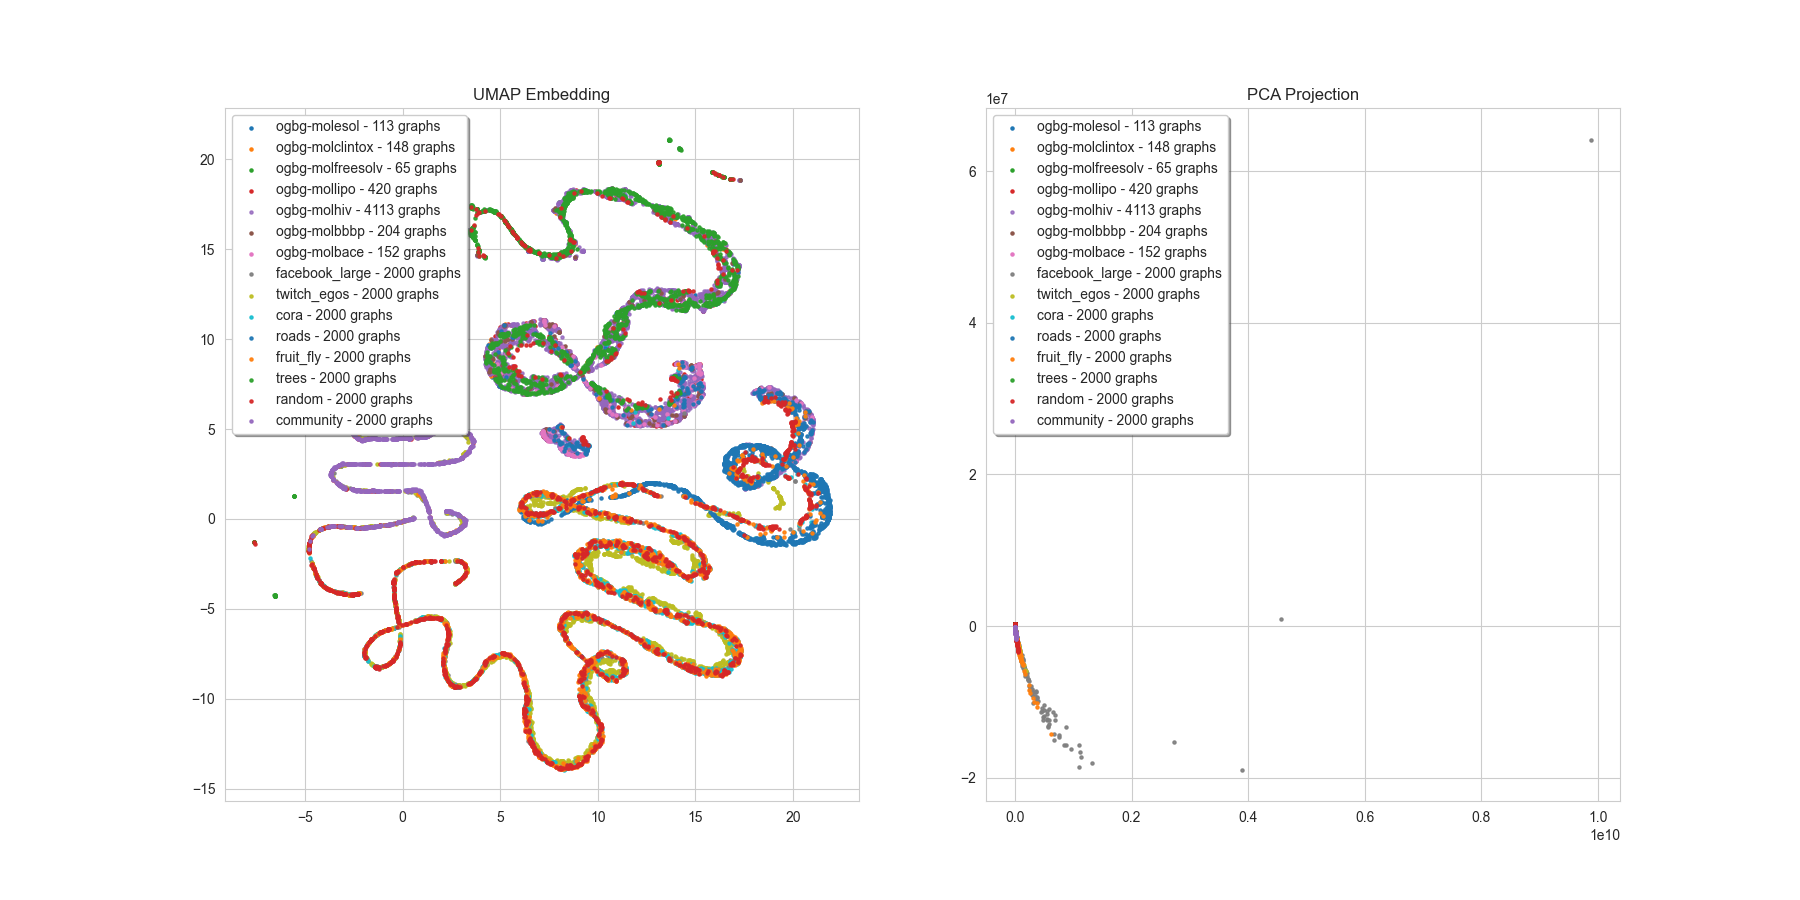 UMAP Embedding
ogbg-molesol - 113 graphs
ogbg-molclintox - 148 graphs
ogbg-molfreesolv - 65 graphs
ogbg-mollipo - 420 graphs
ogbg-molhiv - 4113 graphs
ogbg-molbbbp - 204 graphs
ogbg-molbace - 152 graphs
facebook_large - 2000 graphs
twitch_egos - 2000 graphs
cora - 2000 graphs
roads - 2000 graphs
fruit_fly - 2000 graphs
trees - 2000 graphs
random - 2000 graphs
community - 2000 graphs
20
15
10
5
0
−5
−10
−15
−5
0
5
10
15
20
PCA Projection
1e7
ogbg-molesol - 113 graphs
ogbg-molclintox - 148 graphs
ogbg-molfreesolv - 65 graphs
ogbg-mollipo - 420 graphs
ogbg-molhiv - 4113 graphs
ogbg-molbbbp - 204 graphs
ogbg-molbace - 152 graphs
facebook_large - 2000 graphs
twitch_egos - 2000 graphs
cora - 2000 graphs
roads - 2000 graphs
fruit_fly - 2000 graphs
trees - 2000 graphs
random - 2000 graphs
community - 2000 graphs
6
4
2
0
−2
0.0
0.2
0.4
0.6
0.8
1.0
1e10